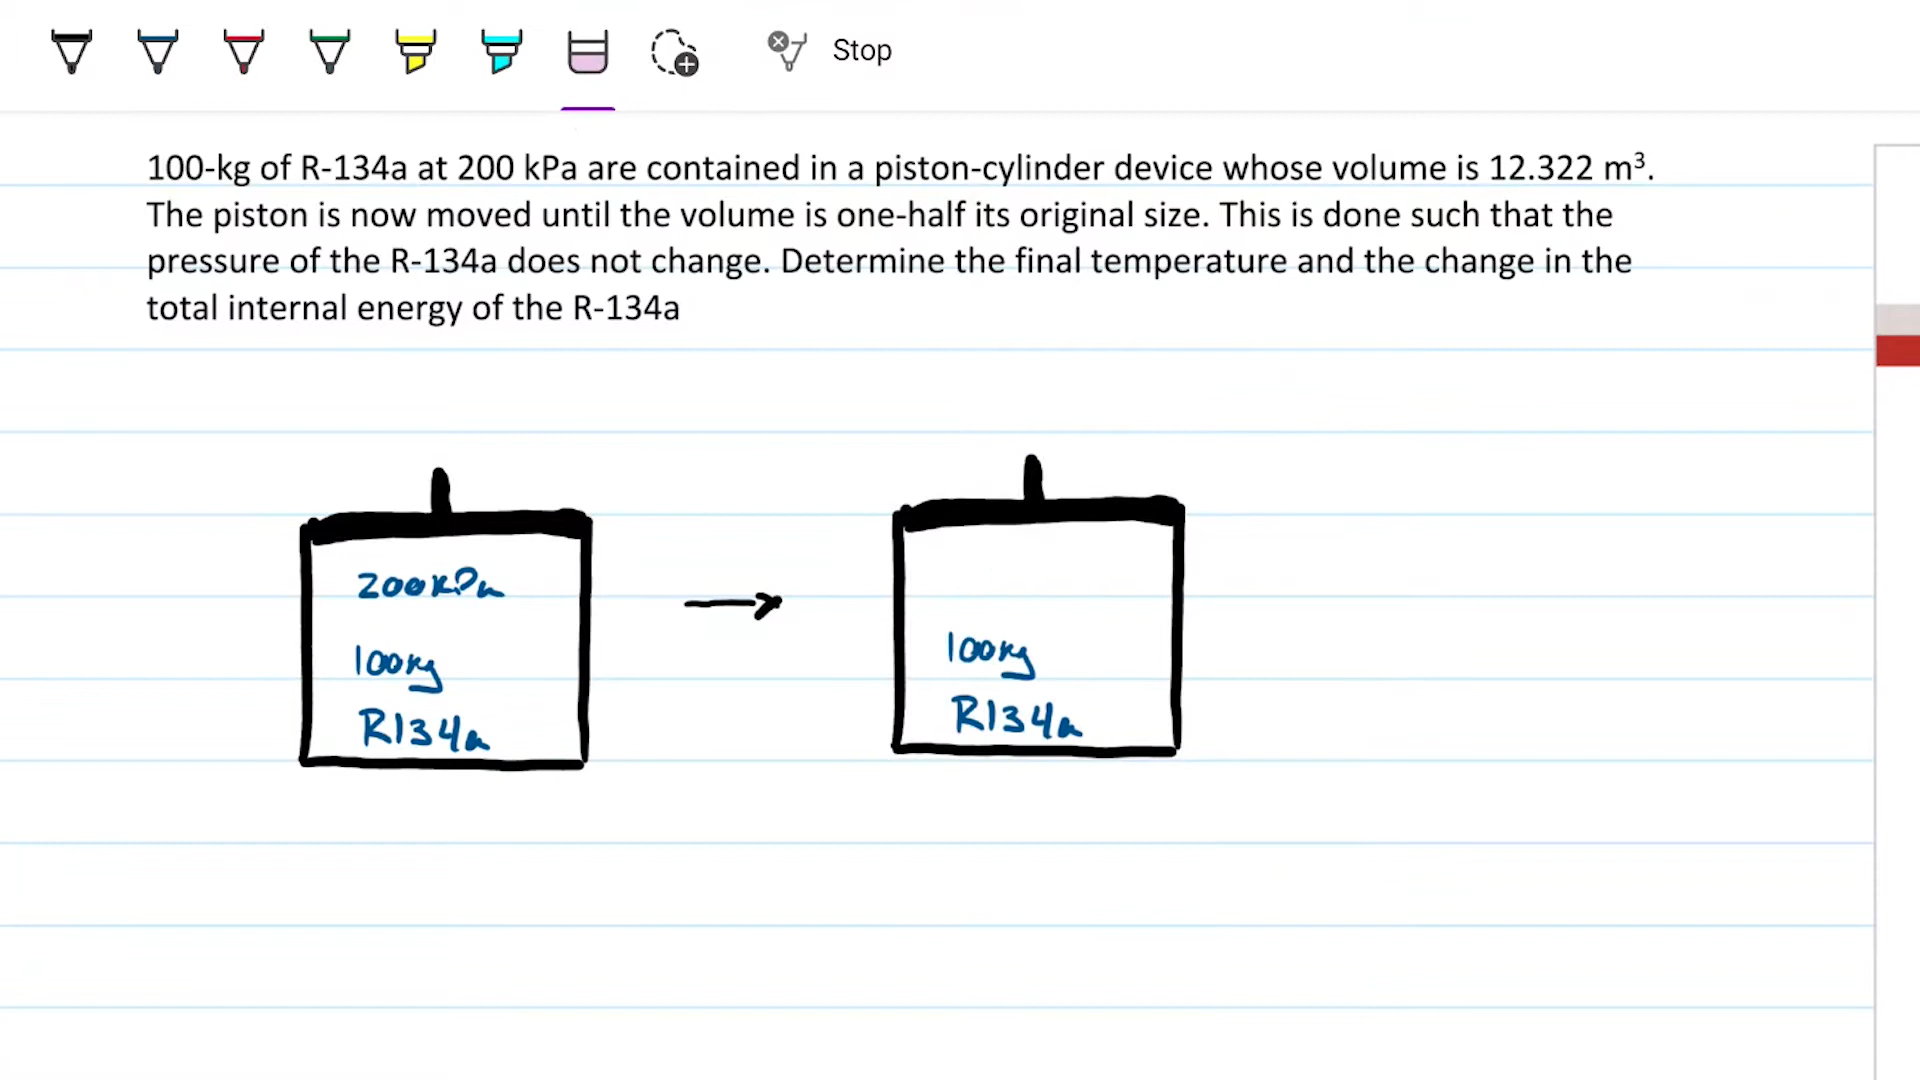 Stop
100-kg of R-134a at 200 kPa are contained in a piston-cylinder device whose volume is 12.322 m³.
The piston is now moved until the volume is one-half its original size. This is done such that the
pressure of the R-134a does not change. Determine the final temperature and the change in the
total internal energy of the R-134a
200kPa
100kg
R134a
100kg
R134a